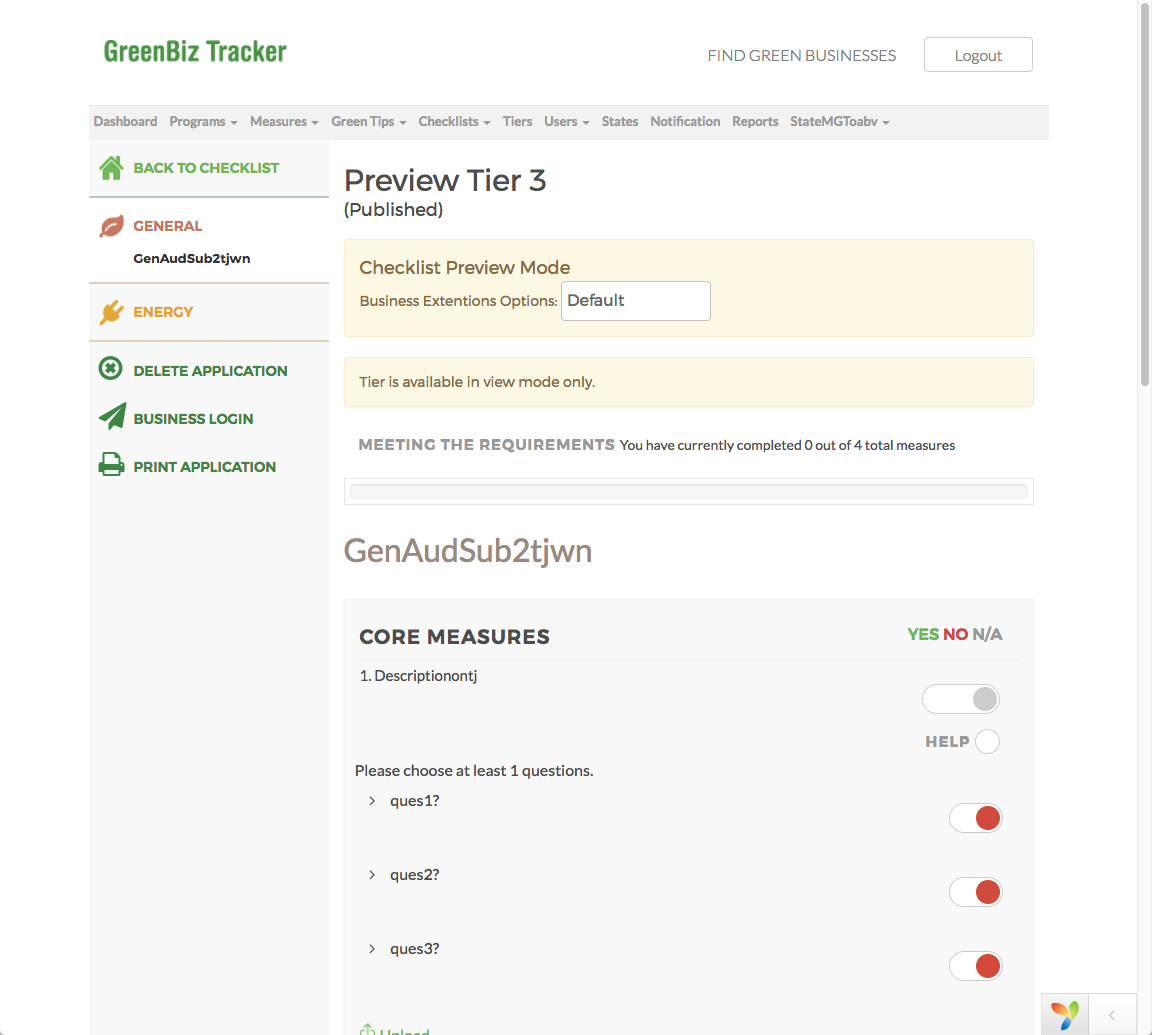 GreenBiz Tracker
FIND GREEN BUSINESSES
Logout
Dashboard Programs Measures Green Tips Checklists Tiers Users States Notification Reports StateMGToabv
BACK TO CHECKLIST
GENERAL
GenAudSub2tjwn
ENERGY
DELETE APPLICATION
BUSINESS LOGIN
PRINT APPLICATION
Preview Tier 3
(Published)
Checklist Preview Mode
Business Extentions Options: Default
Tier is available in view mode only.
MEETING THE REQUIREMENTS You have currently completed 0 out of 4 total measures
GenAudSub2tjwn
CORE MEASURES
YES NO N/A
1. Descriptionontj
HELP
Please choose at least 1 questions.
ques1?
ques2?
ques3?
Upload